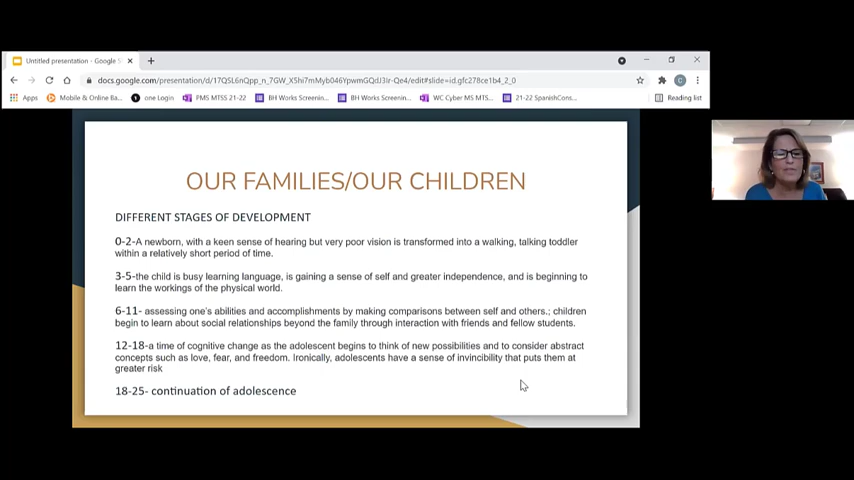 Untitled presentation - Google S
docs.google.com/presentation/d/17QSL6nQpp_n_7GW_X5hi7mMyb046YpwmGQdJ3ir-Qe4/edit#slide=id.gfc278ce1b4_2_0
Apps Mobile & Online Ba... one Login PMS MTSS 21-22 BH Works Screenin... BH Works Screenin... WC Cyber MS MTS... 21-22 SpanishCons... Reading list
OUR FAMILIES/OUR CHILDREN
DIFFERENT STAGES OF DEVELOPMENT
0-2-A newborn, with a keen sense of hearing but very poor vision is transformed into a walking, talking toddler
within a relatively short period of time.
3-5-the child is busy learning language, is gaining a sense of self and greater independence, and is beginning to
learn the workings of the physical world.
6-11- assessing one's abilities and accomplishments by making comparisons between self and others.; children
begin to learn about social relationships beyond the family through interaction with friends and fellow students.
12-18-a time of cognitive change as the adolescent begins to think of new possibilities and to consider abstract
concepts such as love, fear, and freedom. Ironically, adolescents have a sense of invincibility that puts them at
greater risk
18-25- continuation of adolescence